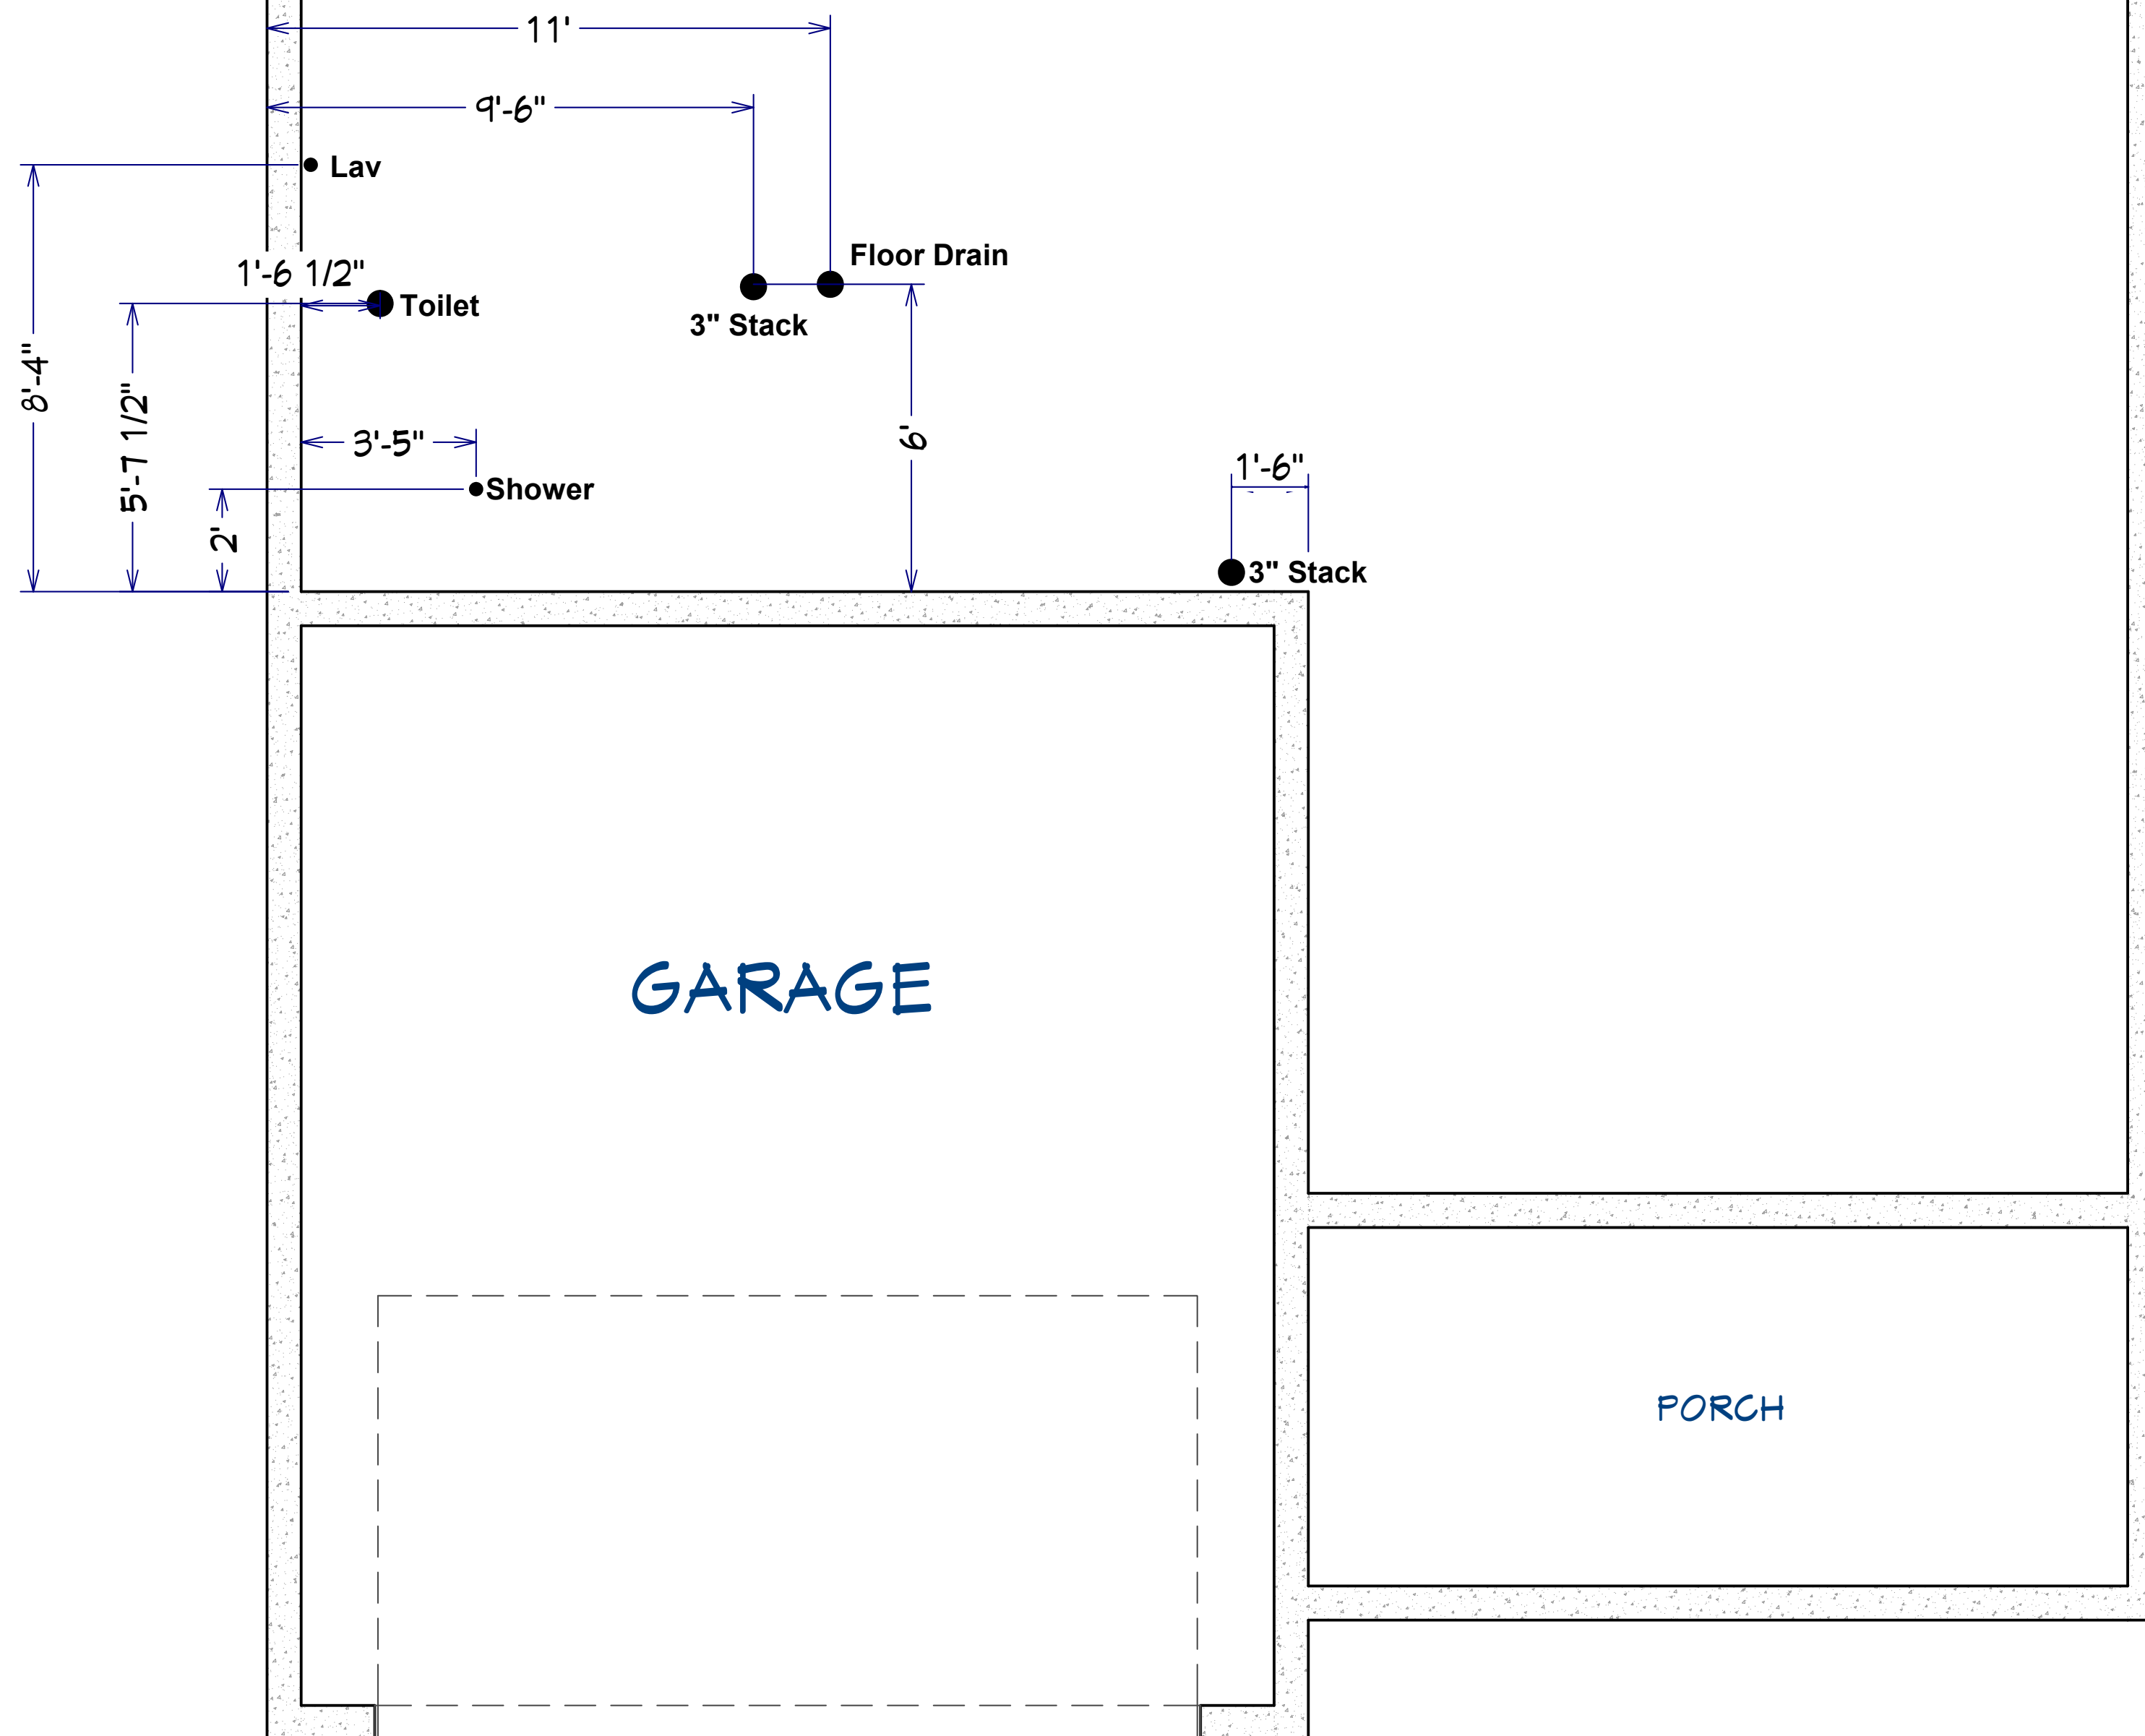 11'
9'-6"
Lav
Floor Drain
1'-6 1/2"
Toilet
3" Stack
8'-4"
5'-7 1/2"
3'-5"
6'
1'-6"
Shower
2'
3" Stack
GARAGE
PORCH